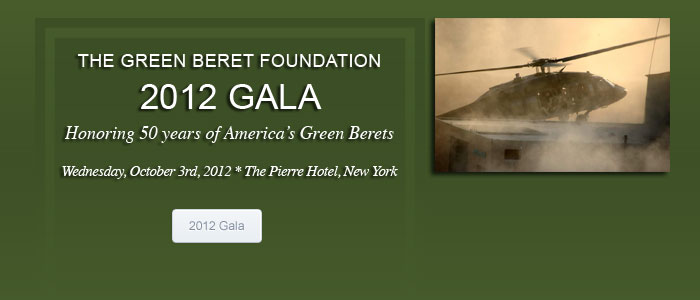 THE GREEN BERET FOUNDATION
2012 GALA
Honoring 50 years of America's Green Berets
Wednesday, October 3rd, 2012 * The Pierre Hotel, New York
2012 Gala